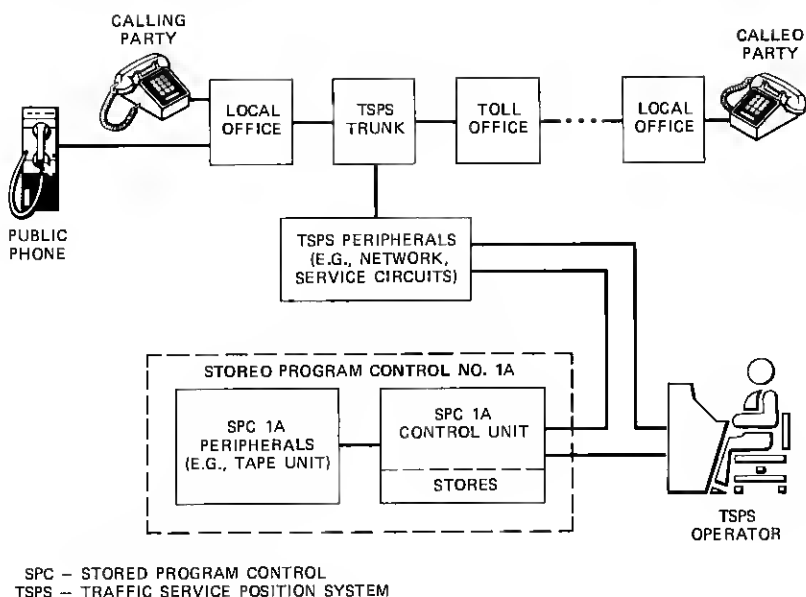 CALLING
PARTY
CALLEO
PARTY
LOCAL
OFFICE
TSPS
TRUNK
TOLL
OFFICE
LOCAL
OFFICE
PUBLIC
PHONE
TSPS PERIPHERALS
(E.G., NETWORK,
SERVICE CIRCUITS)
STOREO PROGRAM CONTROL NO. 1A
SPC 1A
PERIPHERALS
(E.G., TAPE UNIT)
SPC 1A
CONTROL UNIT
STORES
TSPS
OPERATOR
SPC – STORED PROGRAM CONTROL
TSPS – TRAFFIC SERVICE POSITION SYSTEM